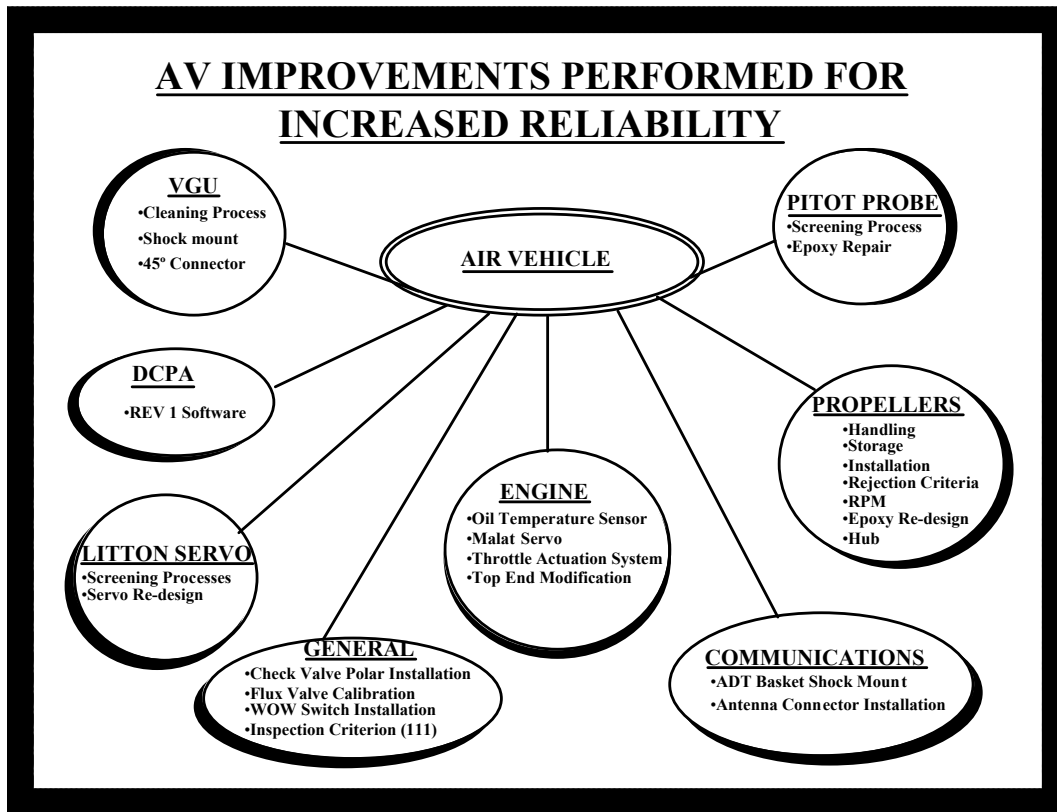 AV IMPROVEMENTS PERFORMED FOR
INCREASED RELIABILITY
VGU
•Cleaning Process
•Shock mount
•45º Connector
AIR VEHICLE
PITOT PROBE
•Screening Process
•Epoxy Repair
DCPA
•REV 1 Software
PROPELLERS
•Handling
•Storage
•Installation
•Rejection Criteria
•RPM
•Epoxy Re-design
•Hub
LITTON SERVO
•Screening Processes
•Servo Re-design
ENGINE
•Oil Temperature Sensor
•Malat Servo
•Throttle Actuation System
•Top End Modification
GENERAL
•Check Valve Polar Installation
•Flux Valve Calibration
•WOW Switch Installation
•Inspection Criterion (111)
COMMUNICATIONS
•ADT Basket Shock Mount
•Antenna Connector Installation